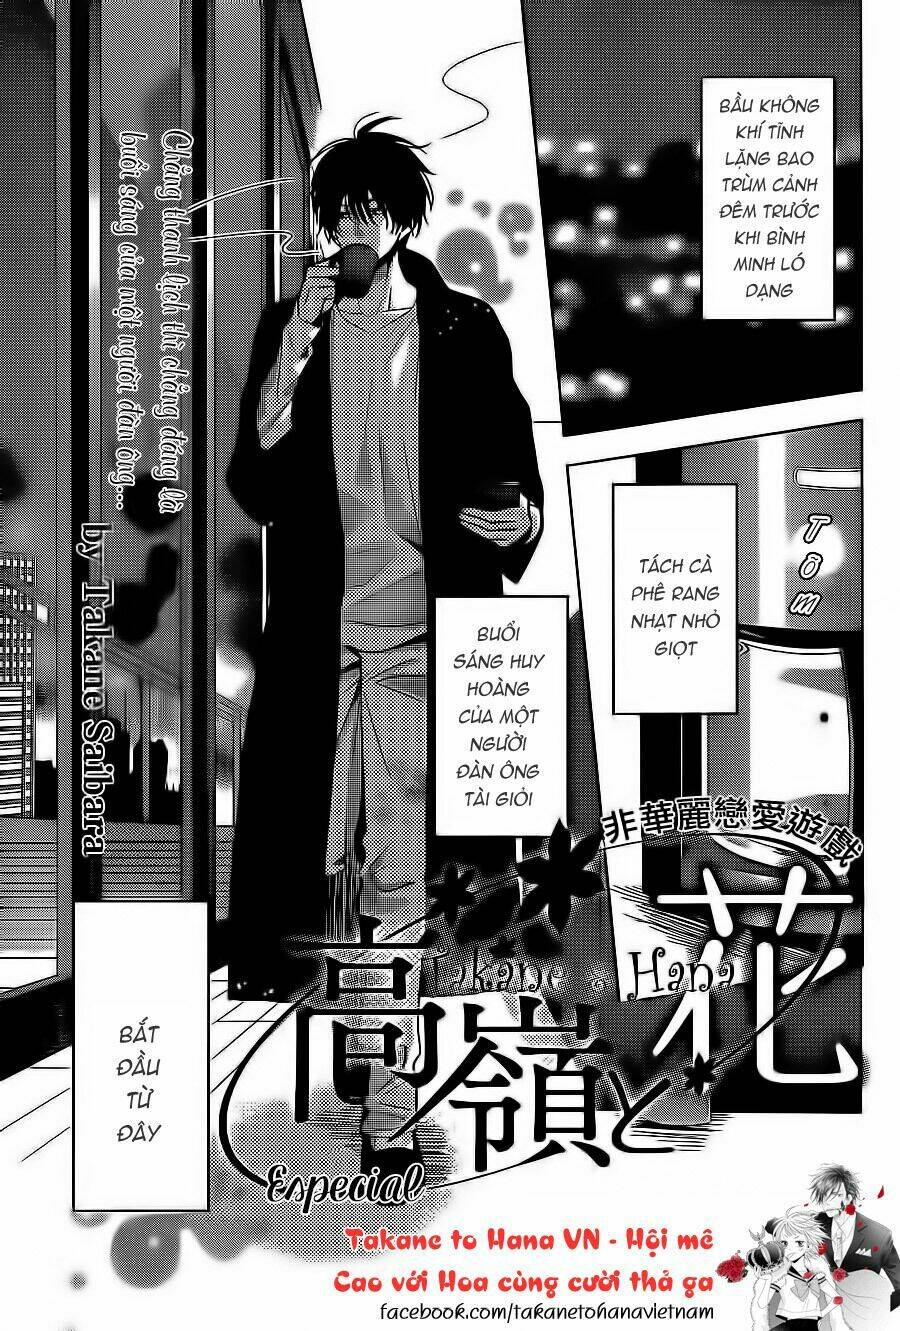 BẦU KHÔNG
KHÍ TĨNH
LẶNG BAO
TRÙM CẢNH
ĐÊM TRƯỚC
KHI BÌNH
MINH LÓ
DẠNG
TÕM
TÁCH CÀ
PHÊ RANG
NHẠT NHỎ
GIỌT
BUỔI
SÁNG HUY
HOÀNG
CỦA MỘT
NGƯỜI
ĐÀN ÔNG
TÀI GIỎI
Chẳng thanh lịch thì chẳng đáng là
buổi sáng của một người đàn ông...
by Takane Saibara
BẮT
ĐẦU
TỪ
ĐÂY
非華麗戀愛遊戲
高嶺と花
Takane & Hana
Especial
Takane to Hana VN - Hội mê
Cao với Hoa cùng cười thả ga
facebook.com/takanetohanavietnam